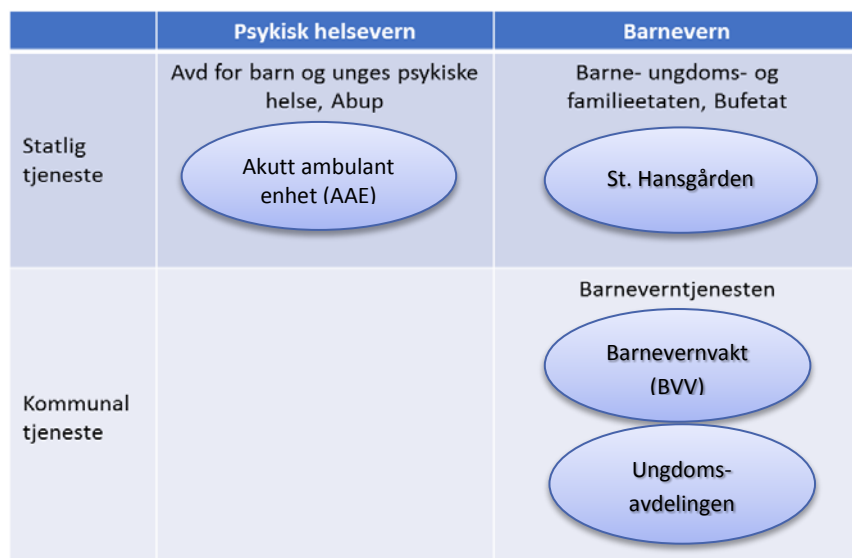 Psykisk helsevern
Barnevern
Statlig
tjeneste
Avd for barn og unges psykiske
helse, Abup
Akutt ambulant
enhet (AAE)
Barne- ungdoms- og
familieetaten, Bufetat
St. Hansgården
Kommunal
tjeneste
Barneverntjenesten
Barnevernvakt
(BVV)
Ungdoms-
avdelingen